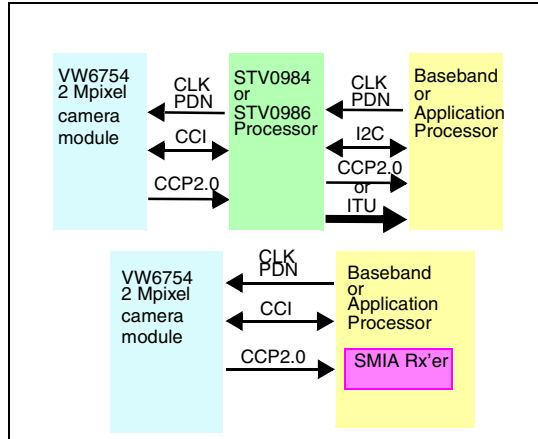 VW6754
2 Mpixel
camera
module
CLK
PDN
CCI
CCP2.0
STV0984
or
STV0986
Processor
CLK
PDN
I2C
CCP2.0
or
ITU
Baseband
or
Application
Processor
VW6754
2 Mpixel
camera
module
CLK
PDN
CCI
CCP2.0
Baseband
or
Application
Processor
SMIA Rx'er